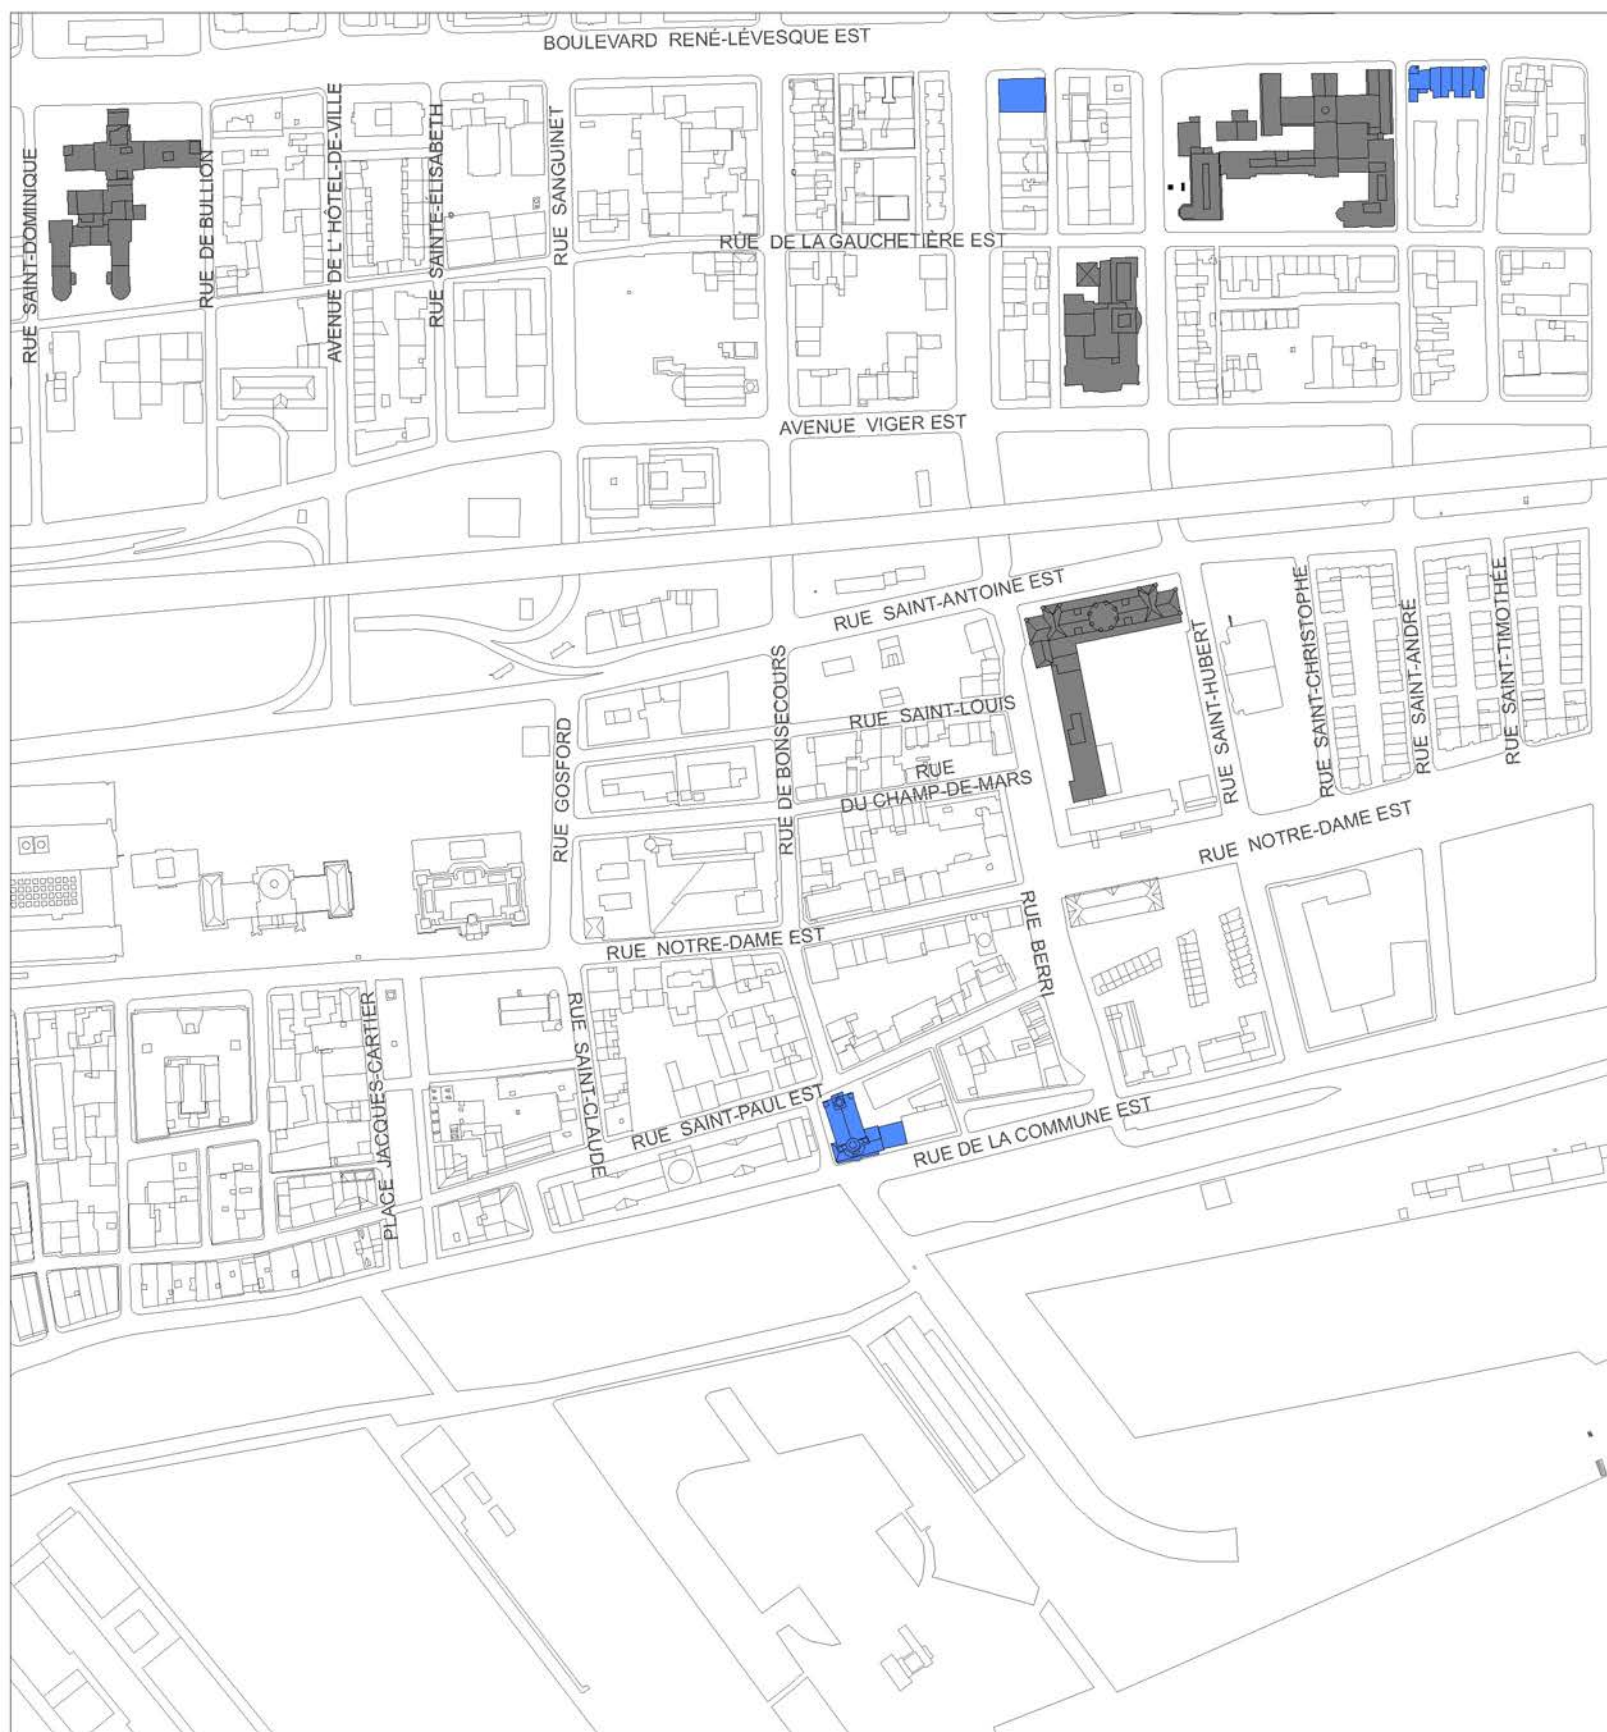 BOULEVARD RENÉ-LÉVESQUE EST
RUE SAINT-DOMINIQUE
RUE DE BULLION
AVENUE DE L'HÔTEL-DE-VILLE
RUE SAINTE-ÉLISABETH
RUE SANGUINET
RUE DE LA GAUCHETIÈRE EST
AVENUE VIGER EST
RUE SAINT-ANTOINE EST
RUE SAINT-HUBERT
RUE SAINT-CHRISTOPHE
RUE SAINT-ANDRÉ
RUE SAINT-TIMOTHÉE
RUE GOSFORD
RUE DE BONSECOURS
RUE SAINT-LOUIS
RUE
DU CHAMP-DE-MARS
RUE NOTRE-DAME EST
RUE NOTRE-DAME EST
RUE BERRI
PLACE JACQUES-CARTIER
RUE SAINT-CLAUDE
RUE SAINT-PAUL EST
RUE DE LA COMMUNE EST